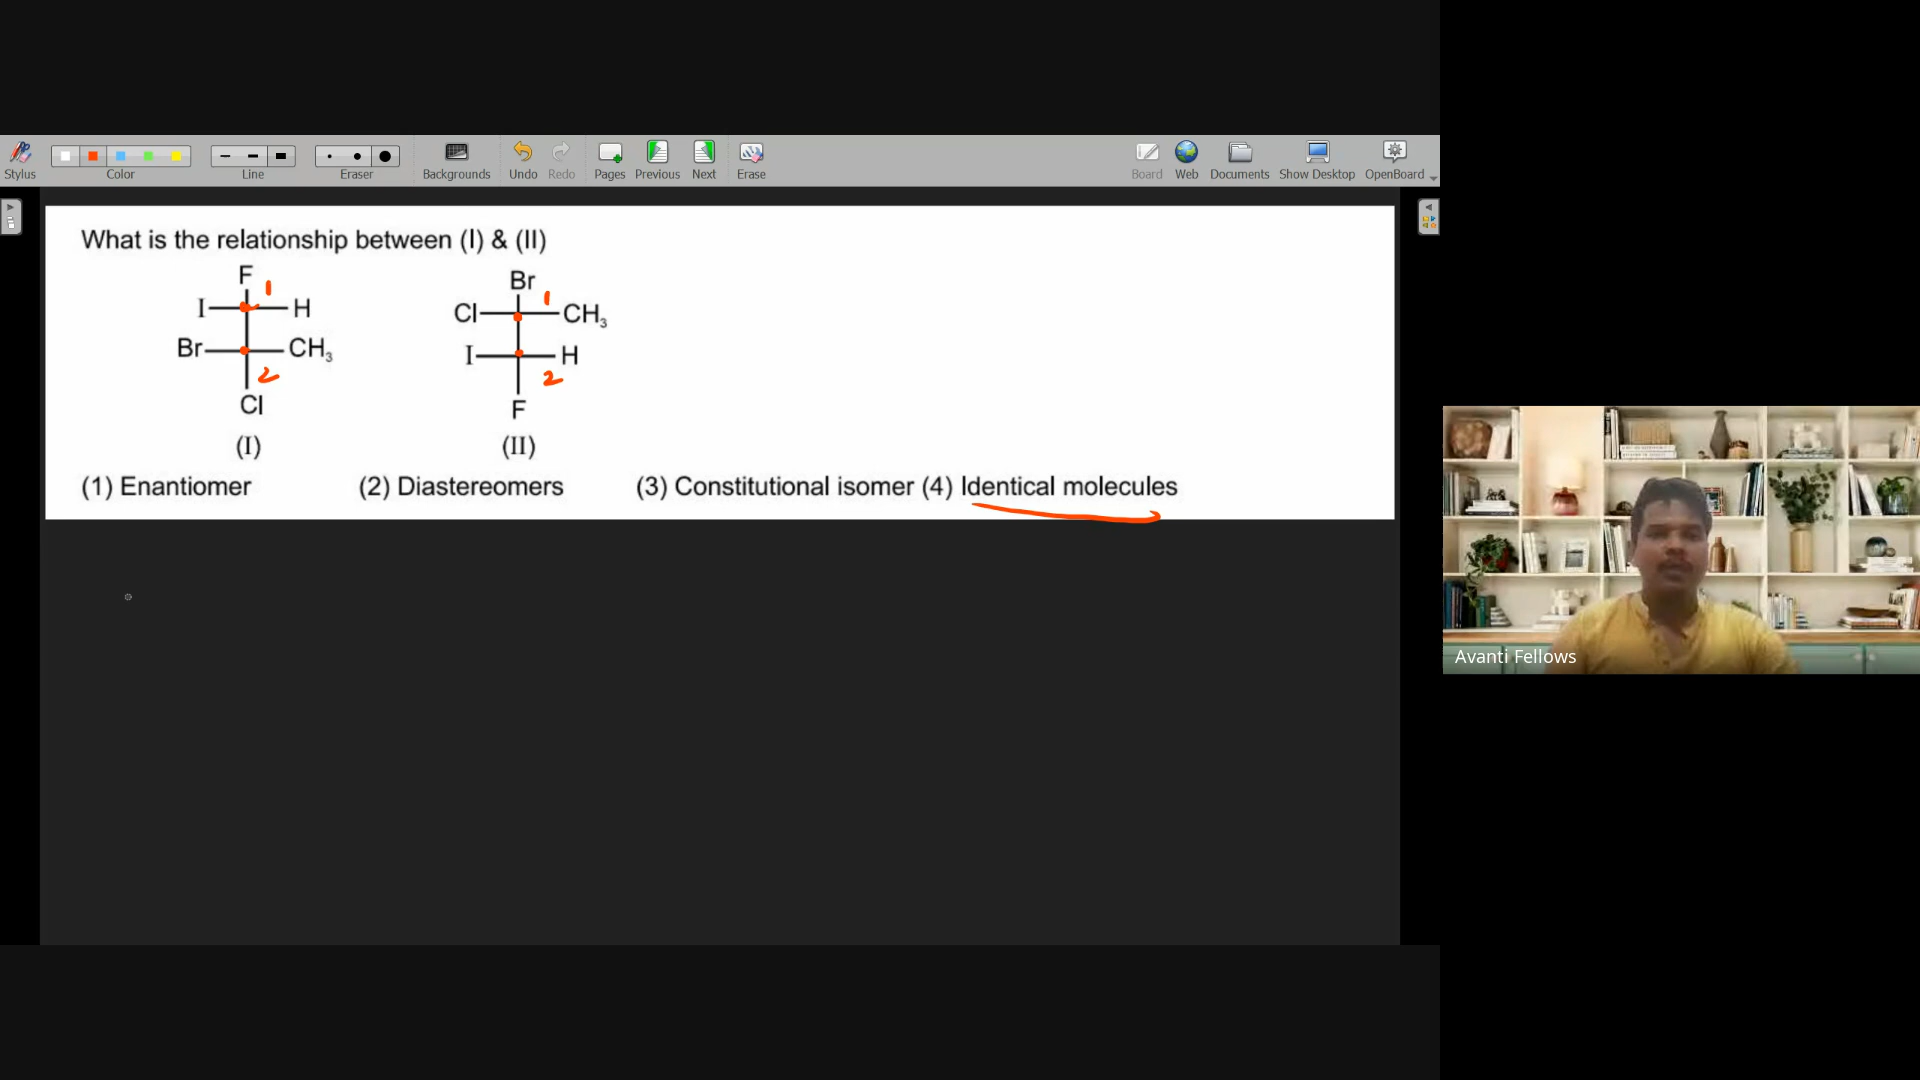 Stylus
Color
Line
Eraser
Backgrounds
Undo
Redo
Pages
Previous
Next
Erase
Board
Web
Documents
Show Desktop
OpenBoard
What is the relationship between (I) & (II)
F
1
I
H
Br
CH₃
2
Cl
(I)
Br
1
Cl
CH₃
I
H
2
F
(II)
(1) Enantiomer (2) Diastereomers (3) Constitutional isomer (4) Identical molecules
Avanti Fellows